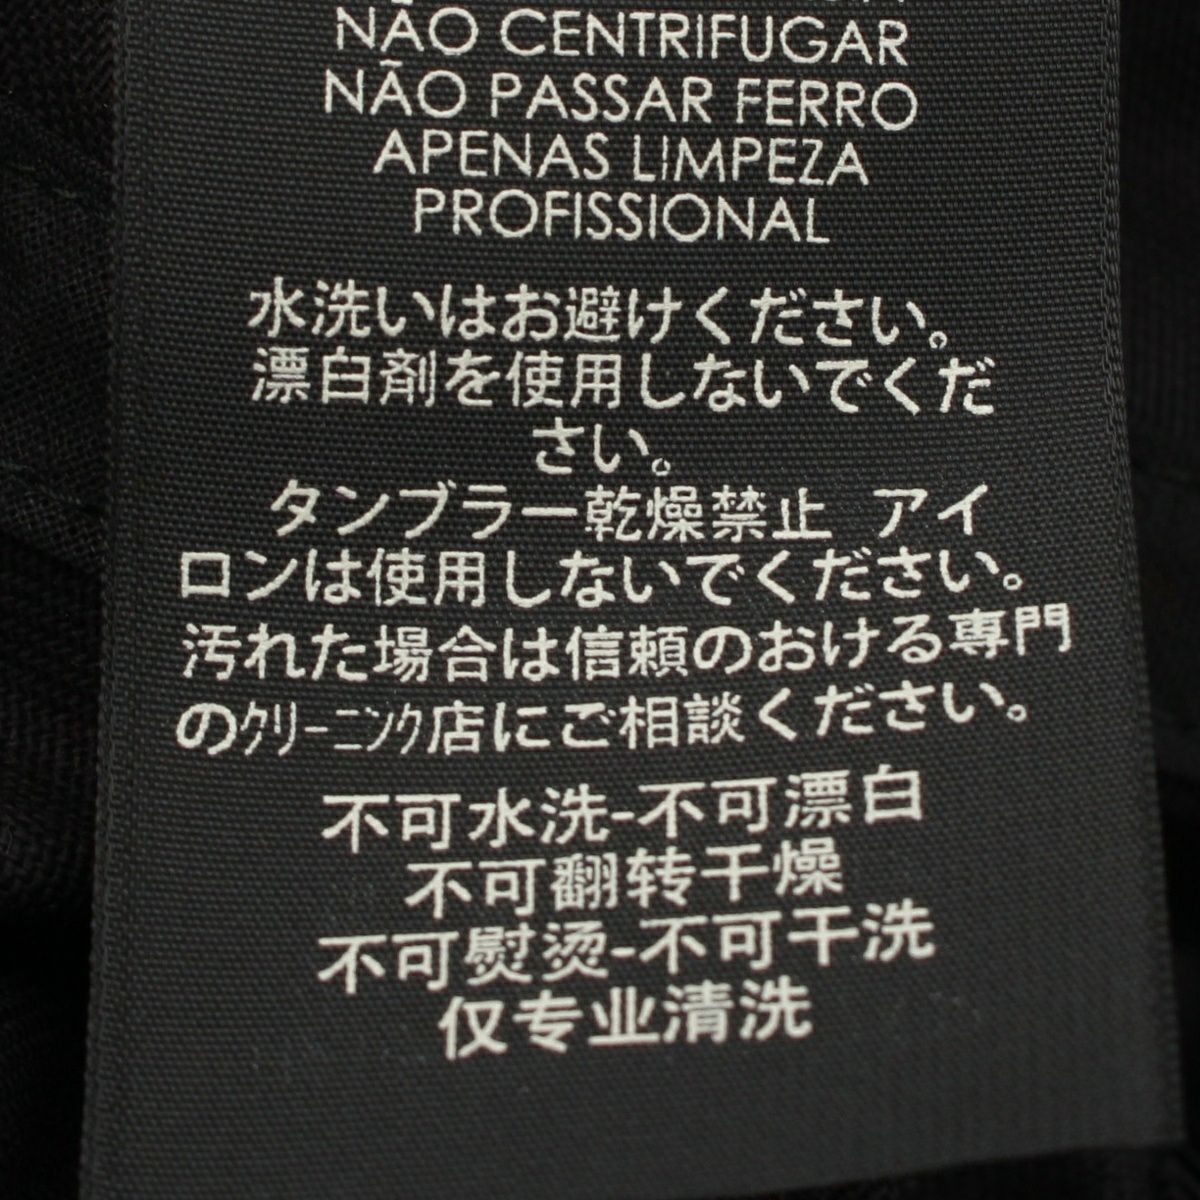 NÃO CENTRIFUGAR
NÃO PASSAR FERRO
APENAS LIMPEZA
PROFISSIONAL
水洗いはお避けください。
漂白剤を使用しないでくだ
さい。
タンブラー乾燥禁止 アイ
ロンは使用しないでください。
汚れた場合は信頼のおける専門
のクリーニング店にご相談ください。
不可水洗-不可漂白
不可翻转干燥
不可熨烫-不可干洗
仅专业清洗